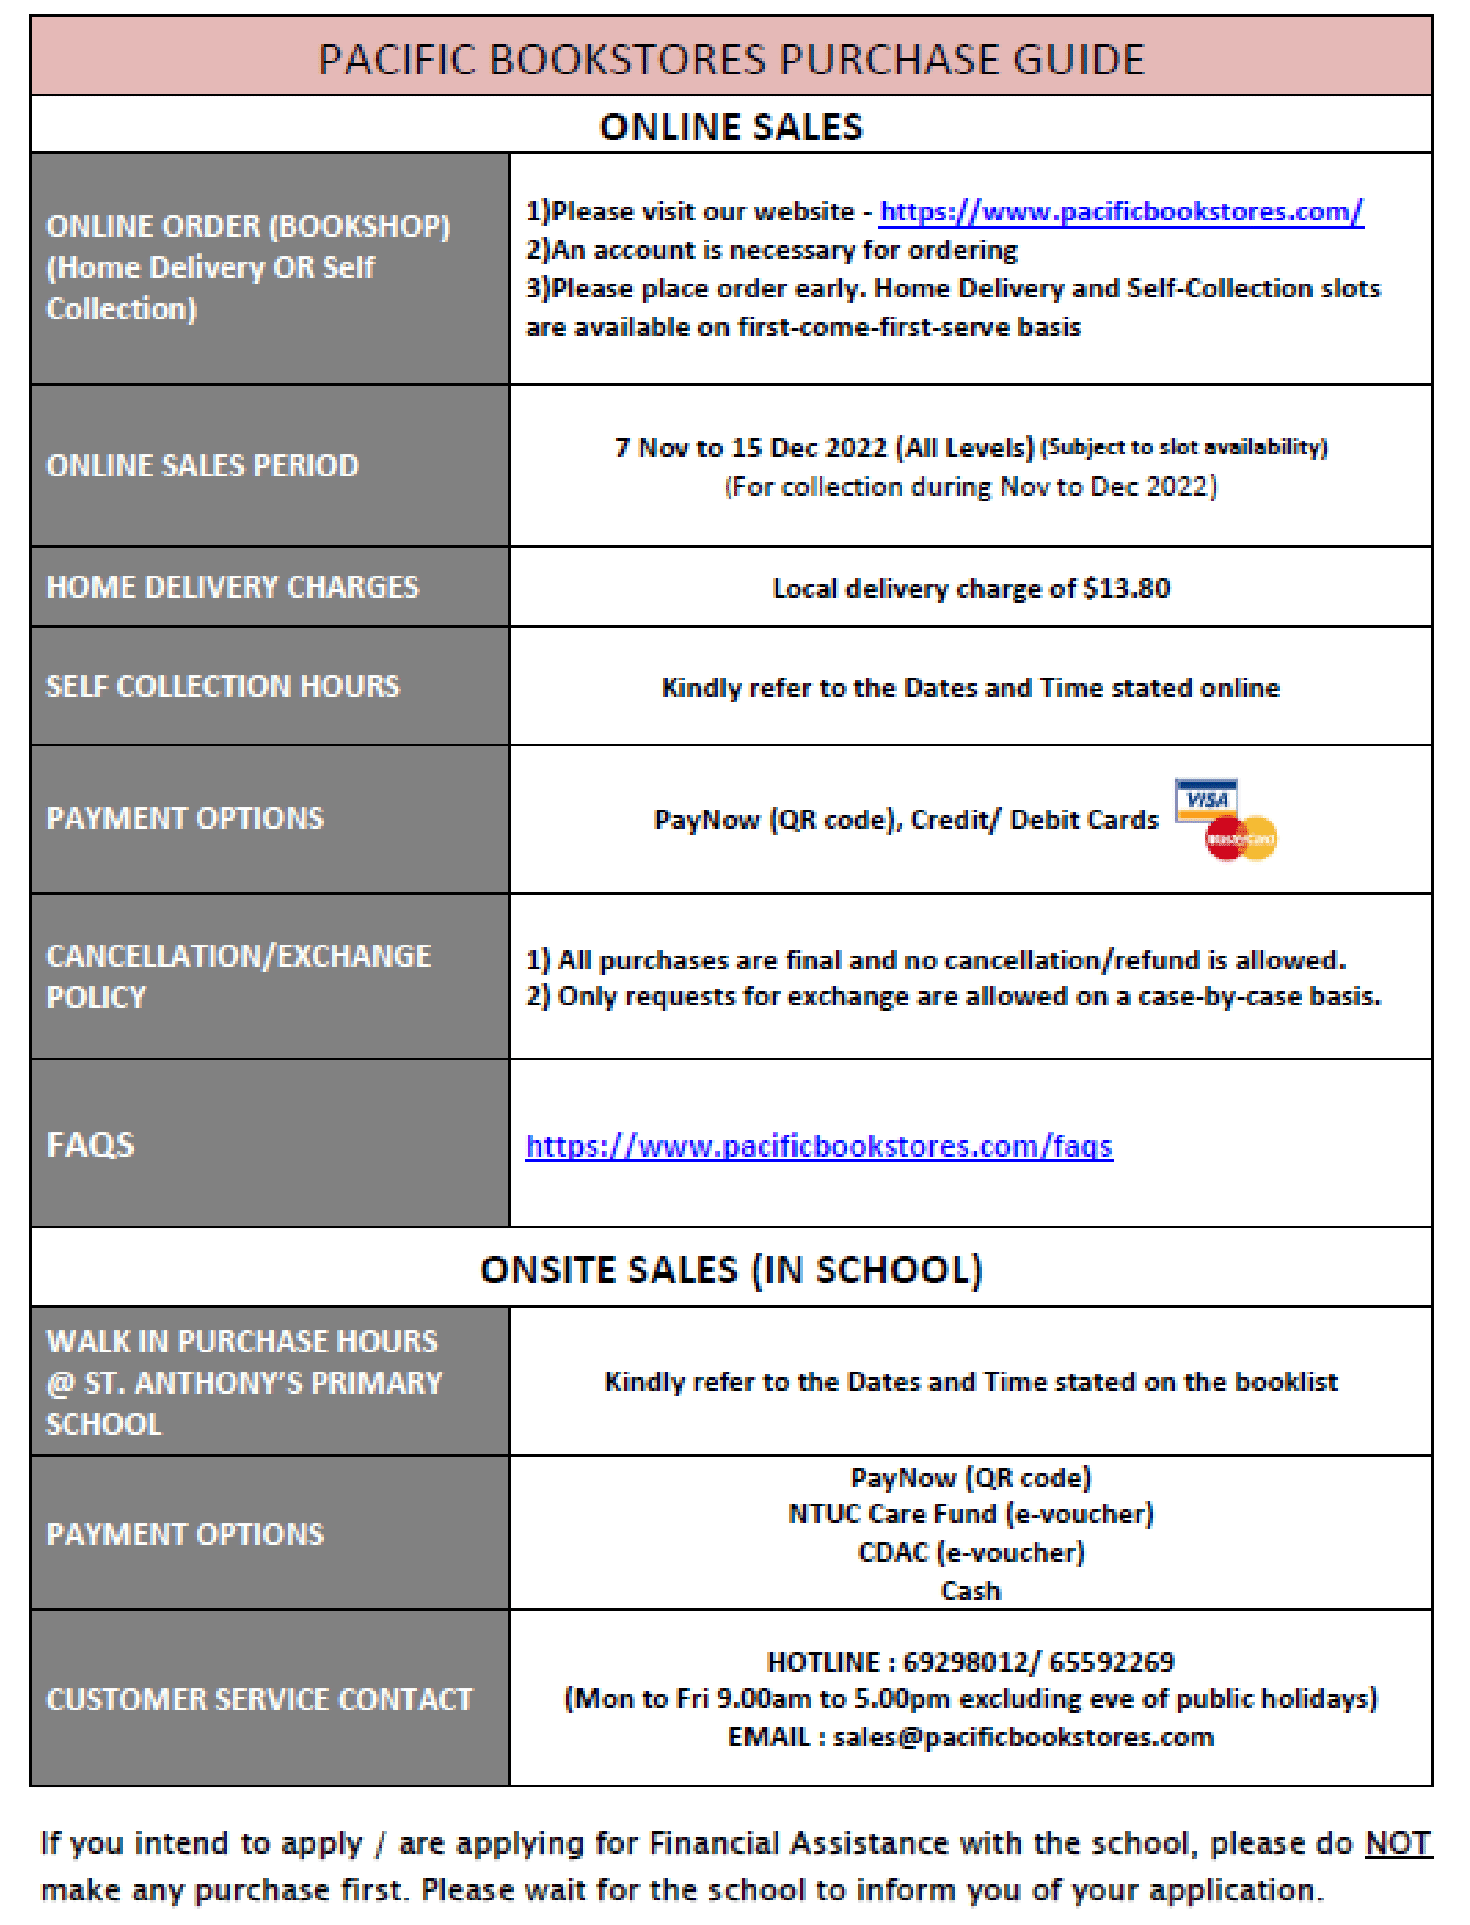 PACIFIC BOOKSTORES PURCHASE GUIDE
ONLINE SALES
ONLINE ORDER (BOOKSHOP)
(Home Delivery OR Self
Collection)
1)Please visit our website - https://www.pacificbookstores.com/
2)An account is necessary for ordering
3)Please place order early. Home Delivery and Self-Collection slots
are available on first-come-first-serve basis
ONLINE SALES PERIOD
7 Nov to 15 Dec 2022 (All Levels) (Subject to slot availability)
(For collection during Nov to Dec 2022)
HOME DELIVERY CHARGES
Local delivery charge of $13.80
SELF COLLECTION HOURS
Kindly refer to the Dates and Time stated online
PAYMENT OPTIONS
PayNow (QR code), Credit/ Debit Cards
VISA
MasterCard
CANCELLATION/EXCHANGE
POLICY
1) All purchases are final and no cancellation/refund is allowed.
2) Only requests for exchange are allowed on a case-by-case basis.
FAQS
https://www.pacificbookstores.com/faqs
ONSITE SALES (IN SCHOOL)
WALK IN PURCHASE HOURS
@ ST. ANTHONY'S PRIMARY
SCHOOL
Kindly refer to the Dates and Time stated on the booklist
PAYMENT OPTIONS
PayNow (QR code)
NTUC Care Fund (e-voucher)
CDAC (e-voucher)
Cash
CUSTOMER SERVICE CONTACT
HOTLINE : 69298012/ 65592269
(Mon to Fri 9.00am to 5.00pm excluding eve of public holidays)
EMAIL : sales@pacificbookstores.com
If you intend to apply / are applying for Financial Assistance with the school, please do NOT
make any purchase first. Please wait for the school to inform you of your application.